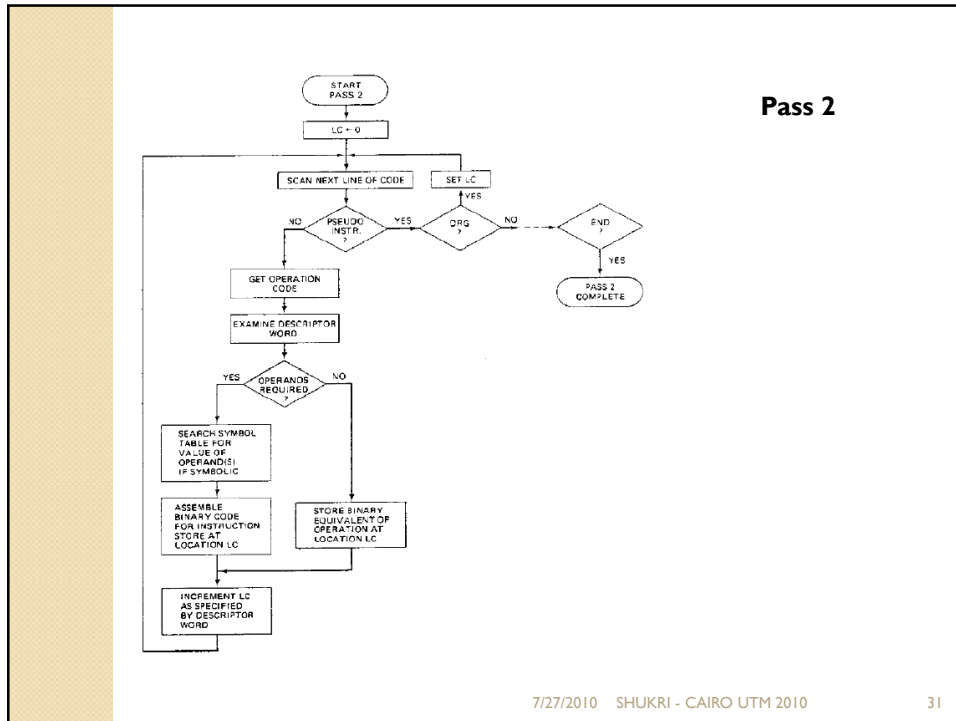 Pass 2
START
PASS 2
LC ← 0
SCAN NEXT LINE OF CODE
SET LC
YES
NO
PSEUDO
INSTR.
?
YES
ORG
?
NO
END
?
YES
PASS 2
COMPLETE
GET OPERATION
CODE
EXAMINE DESCRIPTOR
WORD
YES
OPERANDS
REQUIRED
?
NO
SEARCH SYMBOL
TABLE FOR
VALUE OF
OPERAND(S)
IF SYMBOLIC
ASSEMBLE
BINARY CODE
FOR INSTRUCTION
STORE AT
LOCATION LC
STORE BINARY
EQUIVALENT OF
OPERATION AT
LOCATION LC
INCREMENT LC
AS SPECIFIED
BY DESCRIPTOR
WORD
7/27/2010 SHUKRI - CAIRO UTM 2010 31